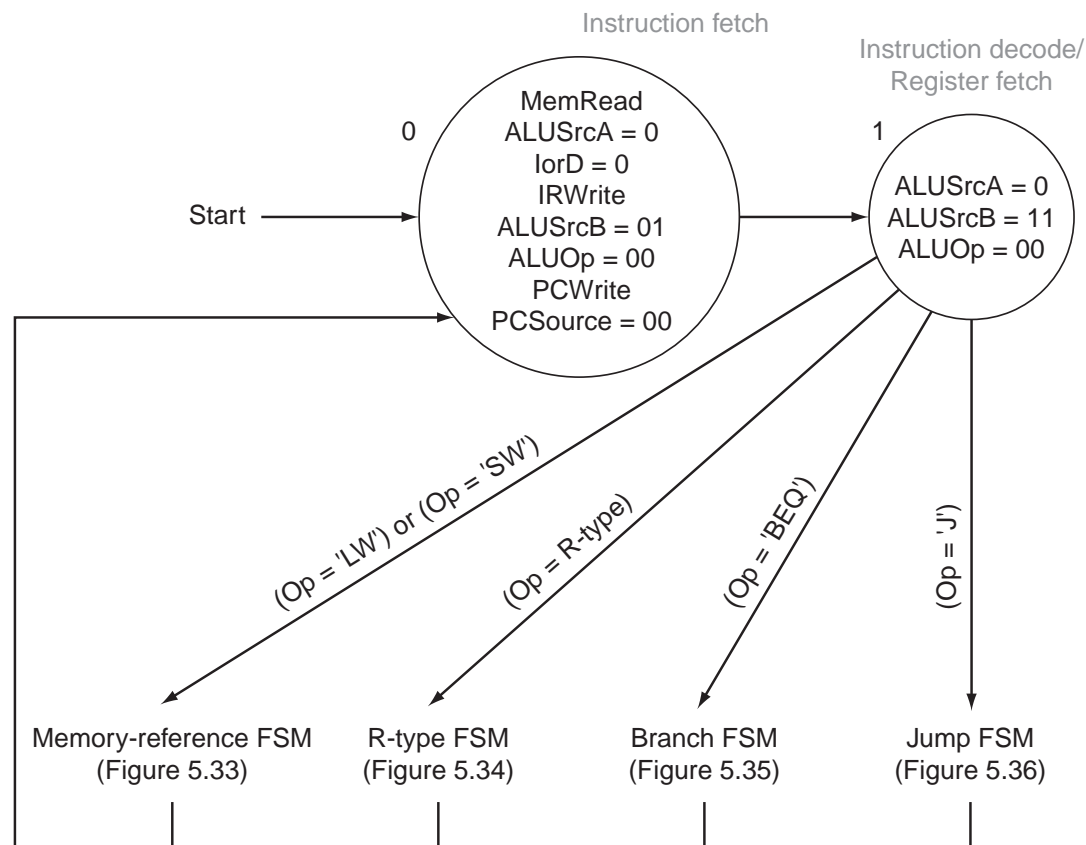 Instruction fetch
Instruction decode/
Register fetch
0
MemRead
ALUSrcA = 0
IorD = 0
IRWrite
ALUSrcB = 01
ALUOp = 00
PCWrite
PCSource = 00
1
ALUSrcA = 0
ALUSrcB = 11
ALUOp = 00
Start
(Op = 'LW') or (Op = 'SW')
(Op = R-type)
(Op = 'BEQ')
(Op = 'J')
Memory-reference FSM
(Figure 5.33)
R-type FSM
(Figure 5.34)
Branch FSM
(Figure 5.35)
Jump FSM
(Figure 5.36)